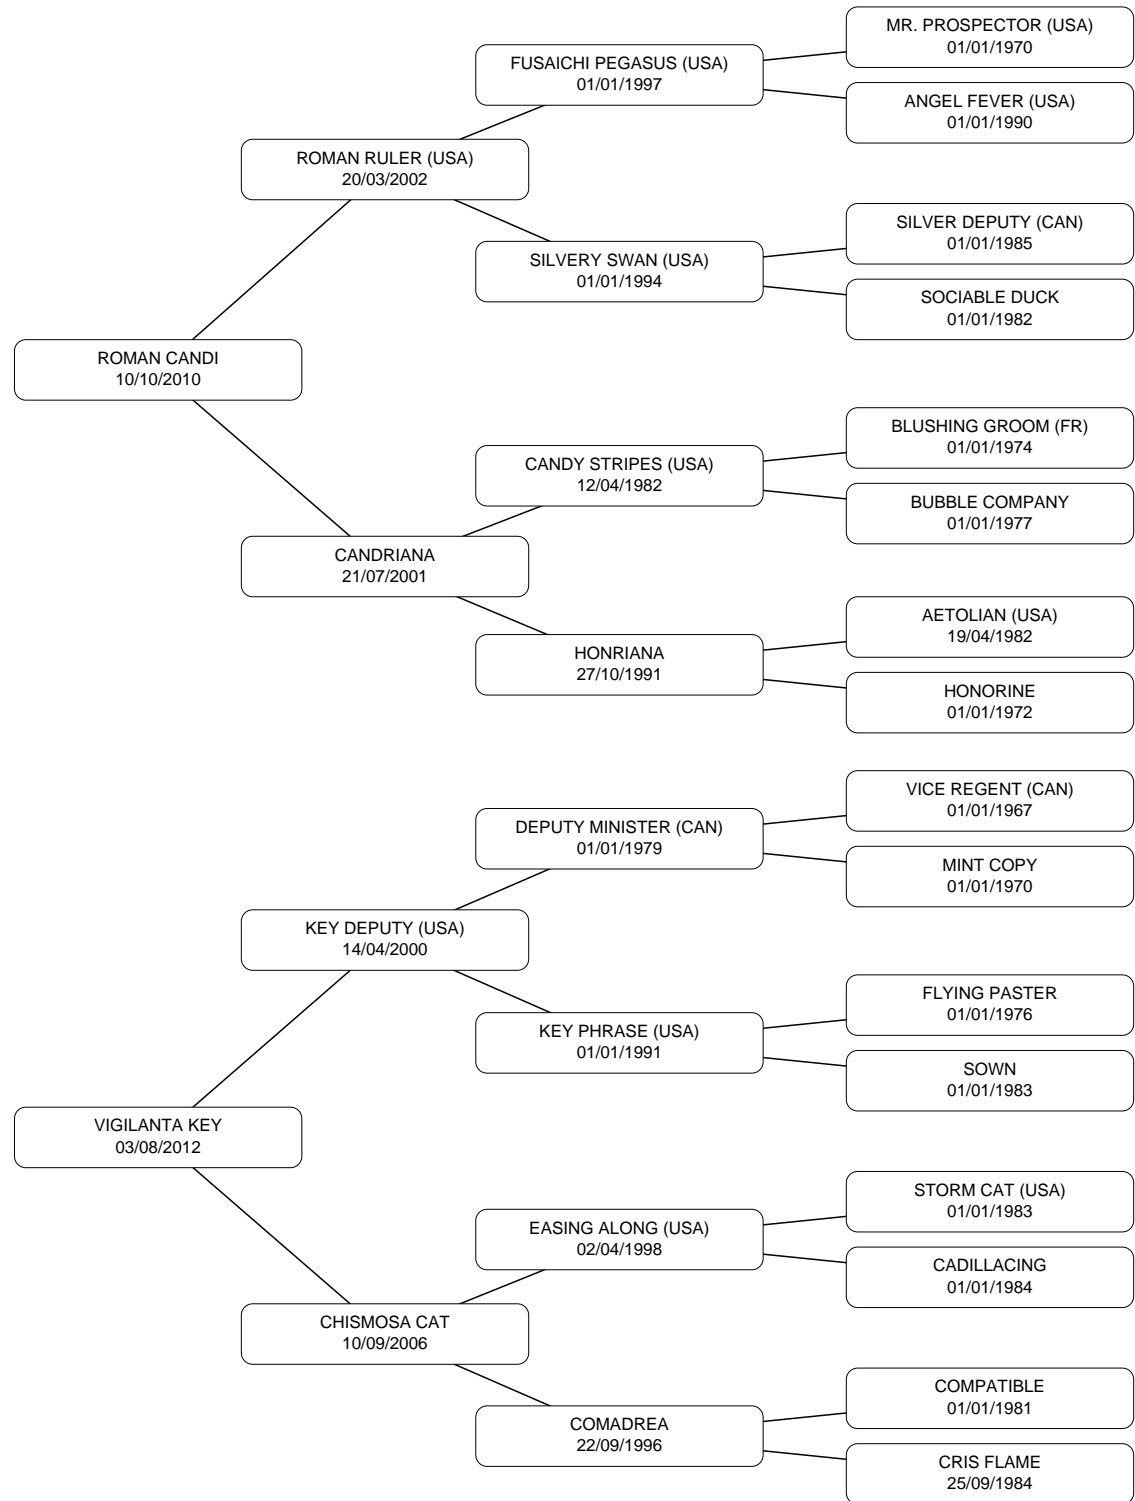 MR. PROSPECTOR (USA)
01/01/1970
FUSAICHI PEGASUS (USA)
01/01/1997
ANGEL FEVER (USA)
01/01/1990
ROMAN RULER (USA)
20/03/2002
SILVER DEPUTY (CAN)
01/01/1985
SILVERY SWAN (USA)
01/01/1994
SOCIABLE DUCK
01/01/1982
ROMAN CANDI
10/10/2010
BLUSHING GROOM (FR)
01/01/1974
CANDY STRIPES (USA)
12/04/1982
BUBBLE COMPANY
01/01/1977
CANDRIANA
21/07/2001
AETOLIAN (USA)
19/04/1982
HONRIANA
27/10/1991
HONORINE
01/01/1972
VICE REGENT (CAN)
01/01/1967
DEPUTY MINISTER (CAN)
01/01/1979
MINT COPY
01/01/1970
KEY DEPUTY (USA)
14/04/2000
FLYING PASTER
01/01/1976
KEY PHRASE (USA)
01/01/1991
SOWN
01/01/1983
VIGILANTA KEY
03/08/2012
STORM CAT (USA)
01/01/1983
EASING ALONG (USA)
02/04/1998
CADILLACING
01/01/1984
CHISMOSA CAT
10/09/2006
COMPATIBLE
01/01/1981
COMADREA
22/09/1996
CRIS FLAME
25/09/1984